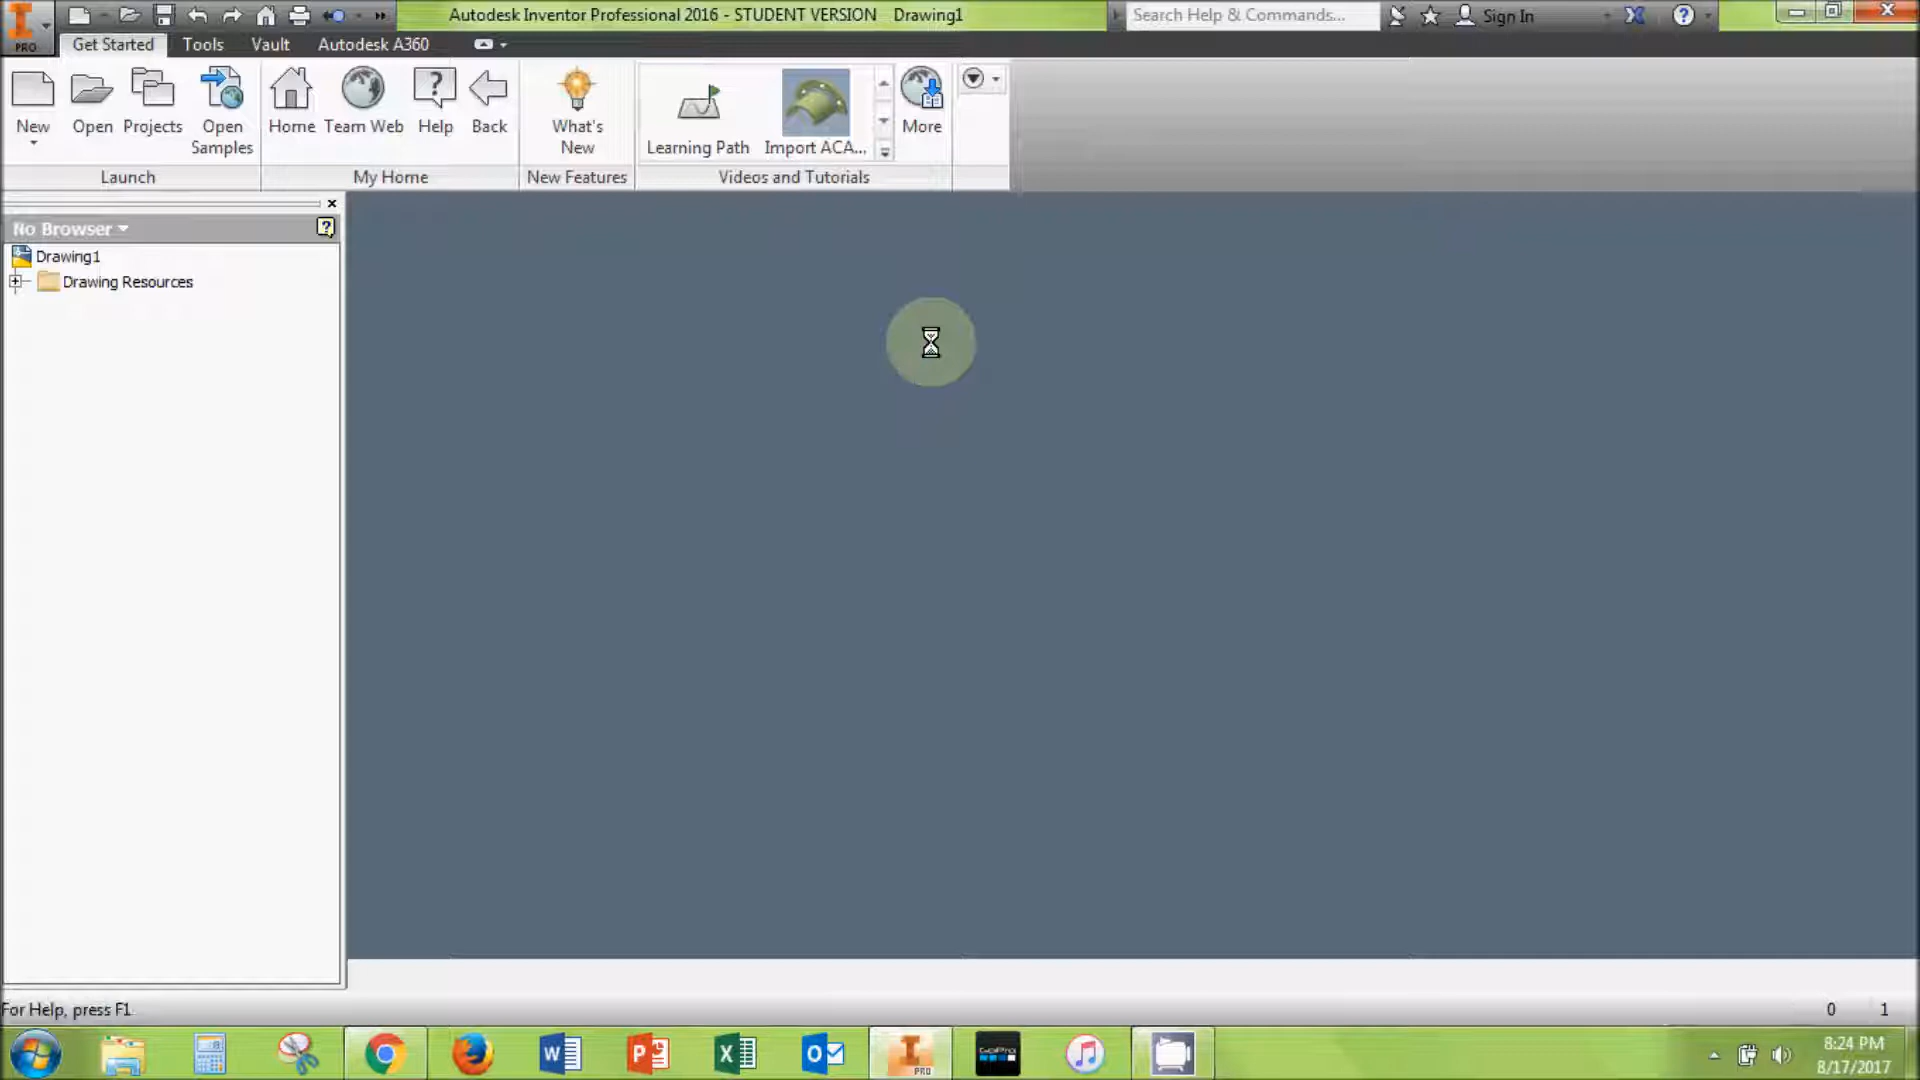 Autodesk Inventor Professional 2016 - STUDENT VERSION Drawing1
Search Help & Commands...
Sign In
PRO
Get Started
Tools
Vault
Autodesk A360
New
Open
Projects
Open Samples
Home
Team Web
Help
Back
What's New
Learning Path
Import ACA...
More
Launch
My Home
New Features
Videos and Tutorials
No Browser
Drawing1
Drawing Resources
For Help, press F1
0 1
GoPro
PRO
8:24 PM
8/17/2017